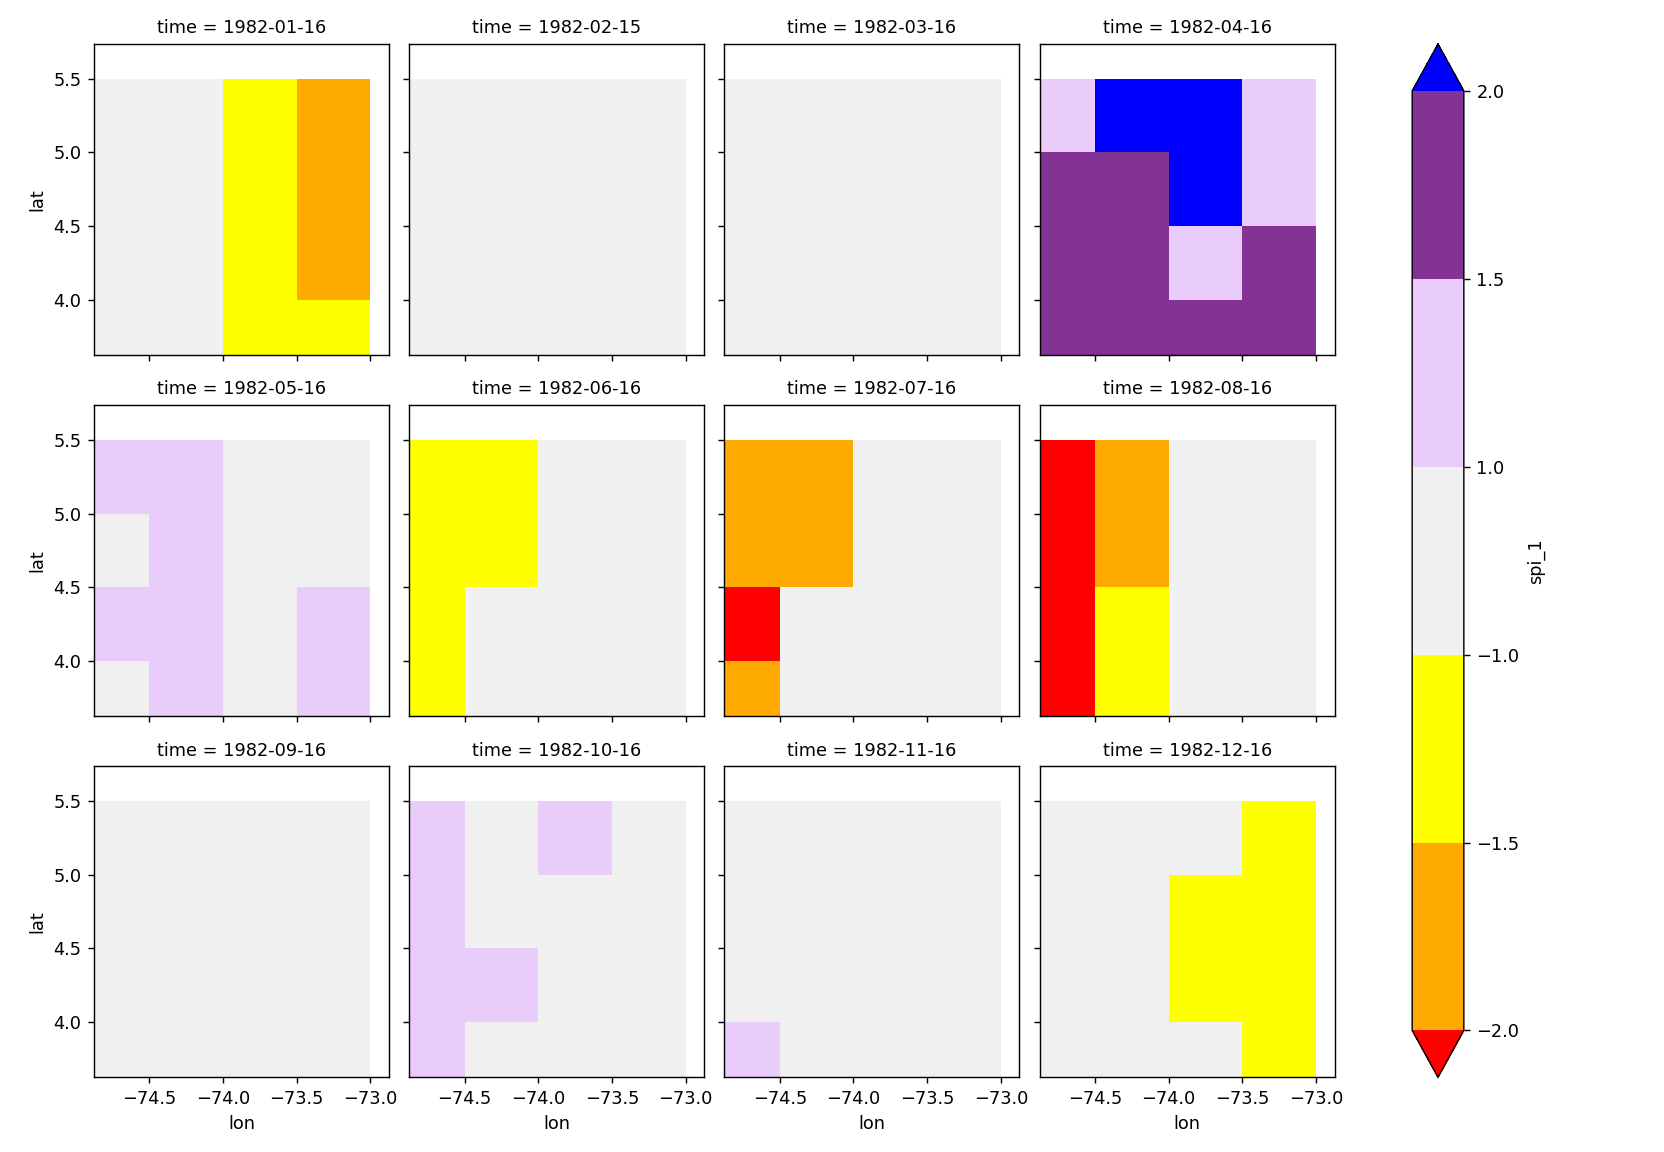 time = 1982-01-16
time = 1982-02-15
time = 1982-03-16
time = 1982-04-16
5.5
5.0
4.5
4.0
lat
time = 1982-05-16
time = 1982-06-16
time = 1982-07-16
time = 1982-08-16
5.5
5.0
4.5
4.0
lat
time = 1982-09-16
time = 1982-10-16
time = 1982-11-16
time = 1982-12-16
5.5
5.0
4.5
4.0
lat
−74.5 −74.0 −73.5 −73.0
−74.5 −74.0 −73.5 −73.0
−74.5 −74.0 −73.5 −73.0
−74.5 −74.0 −73.5 −73.0
lon
lon
lon
lon
2.0
1.5
1.0
−1.0
−1.5
−2.0
spi_1